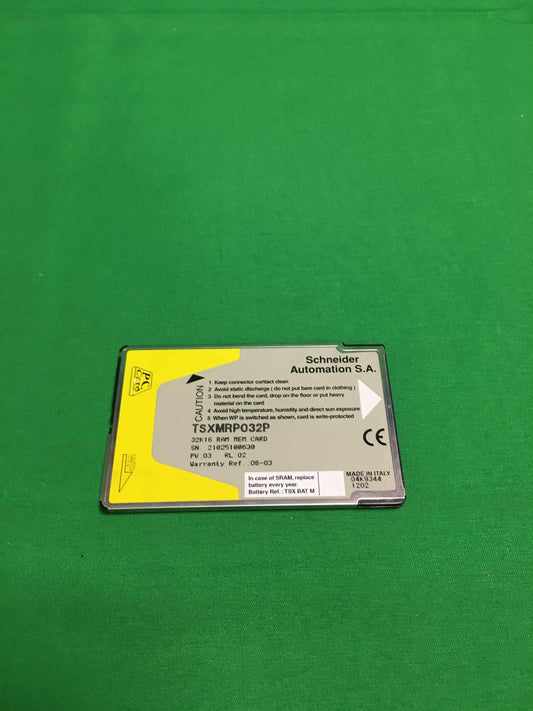 Schneider
Automation S.A.
PC
Card
CAUTION
1 Keep connector contact clean
2 Avoid static discharge ( do not put bare card in clothing )
3 Do not bend the card, drop on the floor or put heavy
material on the card
4 Avoid high temperature, humidity and direct sun exposure
5 When WP is switched as shown, card is write-protected
TSXMRP032P
32K16 RAM MEM CARD
SN 21025100630
PV 03 RL 02
Warranty Ref. :06-03
In case of SRAM, replace
battery every year.
Battery Ref. : TSX BAT M
CE
MADE IN ITALY
04K9344
1202